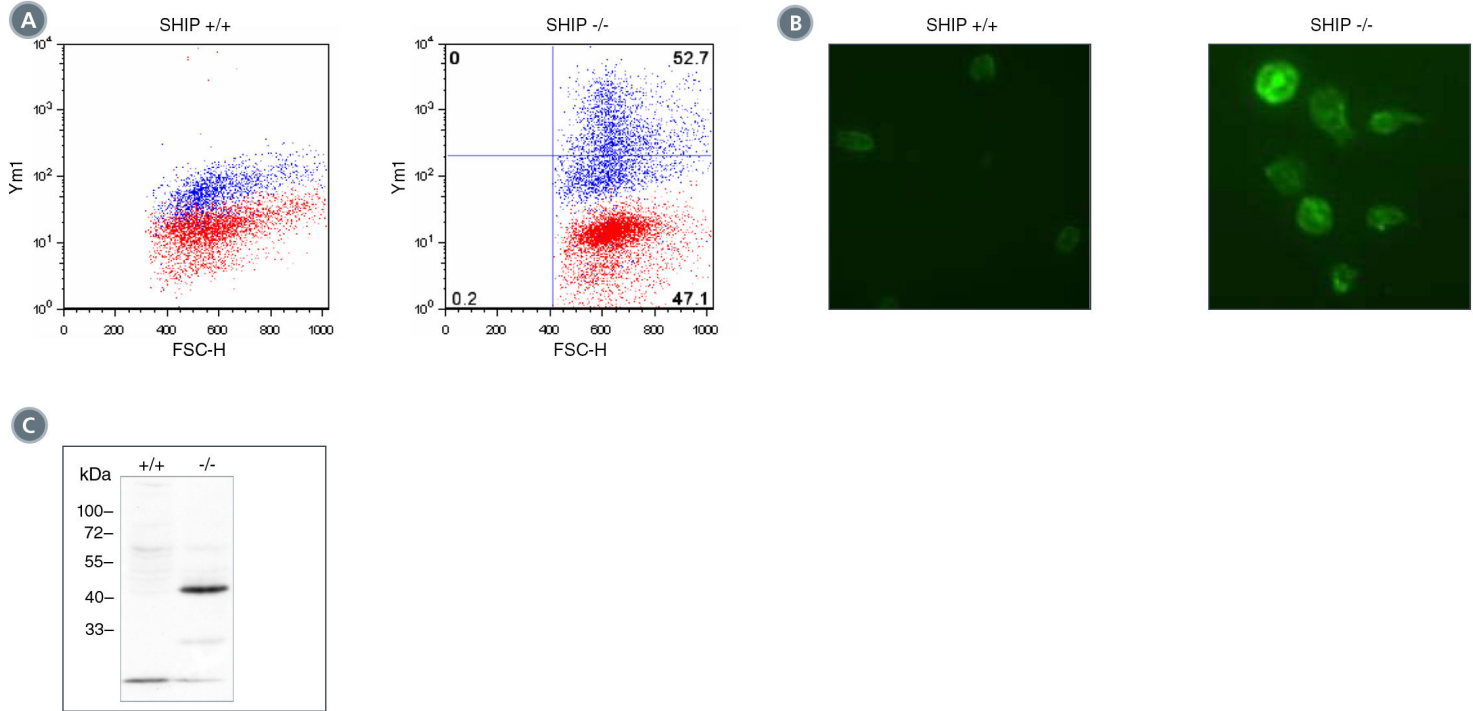 A
SHIP +/+
SHIP -/-
10⁴
10³
10²
10¹
10⁰
Ym1
0 200 400 600 800 1000
FSC-H
10⁴
10³
10²
10¹
10⁰
Ym1
0 52.7
0.2 47.1
0 200 400 600 800 1000
FSC-H
B
SHIP +/+
SHIP -/-
C
kDa +/+ -/-
100–
72–
55–
40–
33–